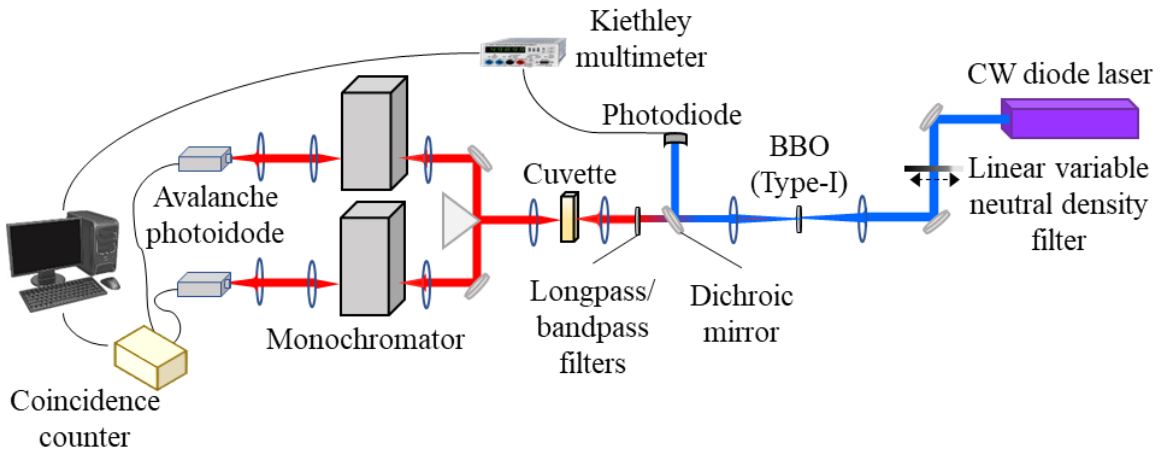 Kiethley
multimeter
CW diode laser
Photodiode
BBO
(Type-I)
Linear variable
neutral density
filter
Cuvette
Avalanche
photoidode
Longpass/
bandpass
filters
Dichroic
mirror
Monochromator
Coincidence
counter